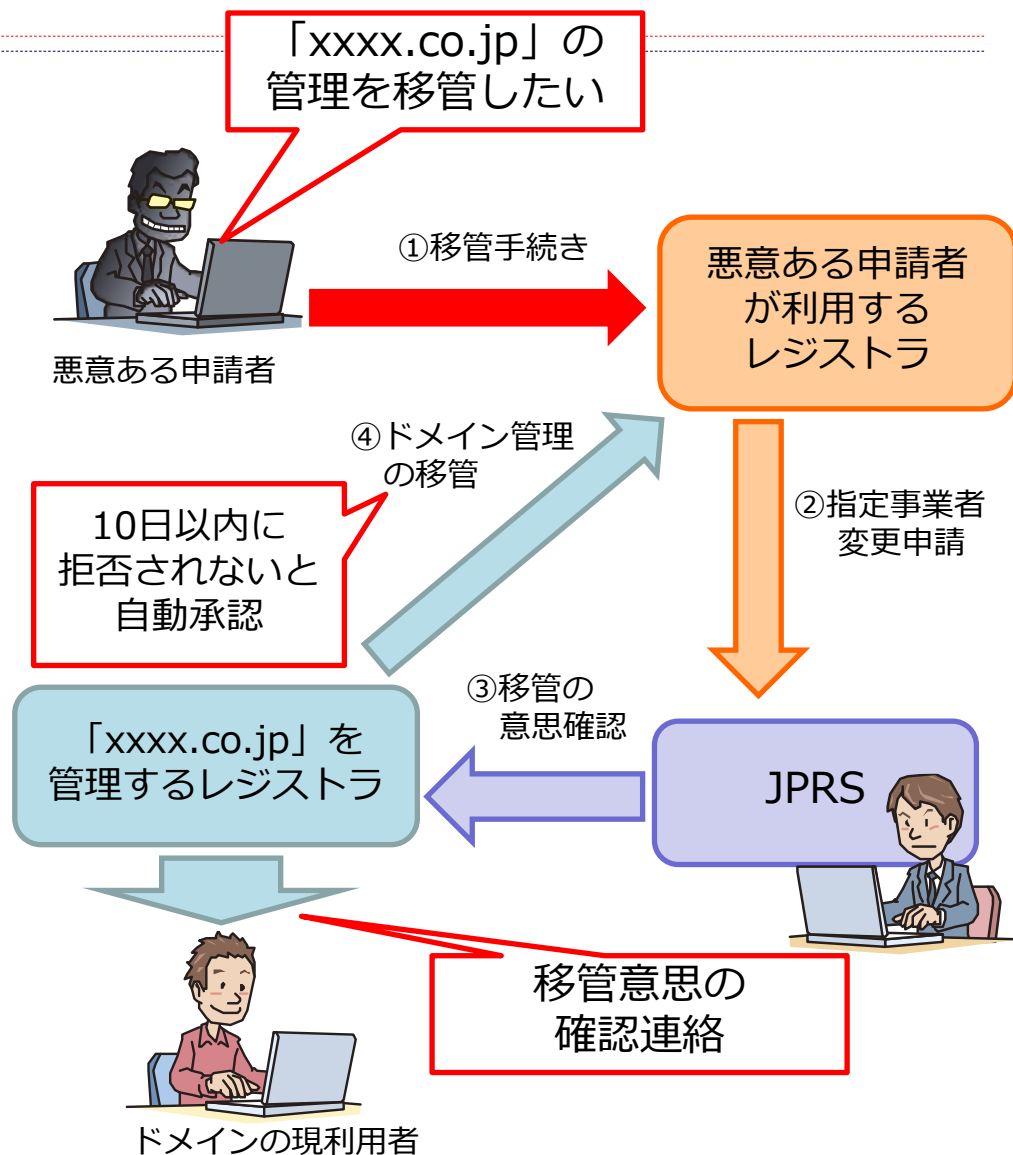 「xxxx.co.jp」の
管理を移管したい
①移管手続き
悪意ある申請者
が利用する
レジストラ
悪意ある申請者
④ドメイン管理
の移管
10日以内に
拒否されないと
自動承認
②指定事業者
変更申請
③移管の
意思確認
「xxxx.co.jp」を
管理するレジストラ
JPRS
移管意思の
確認連絡
ドメインの現利用者